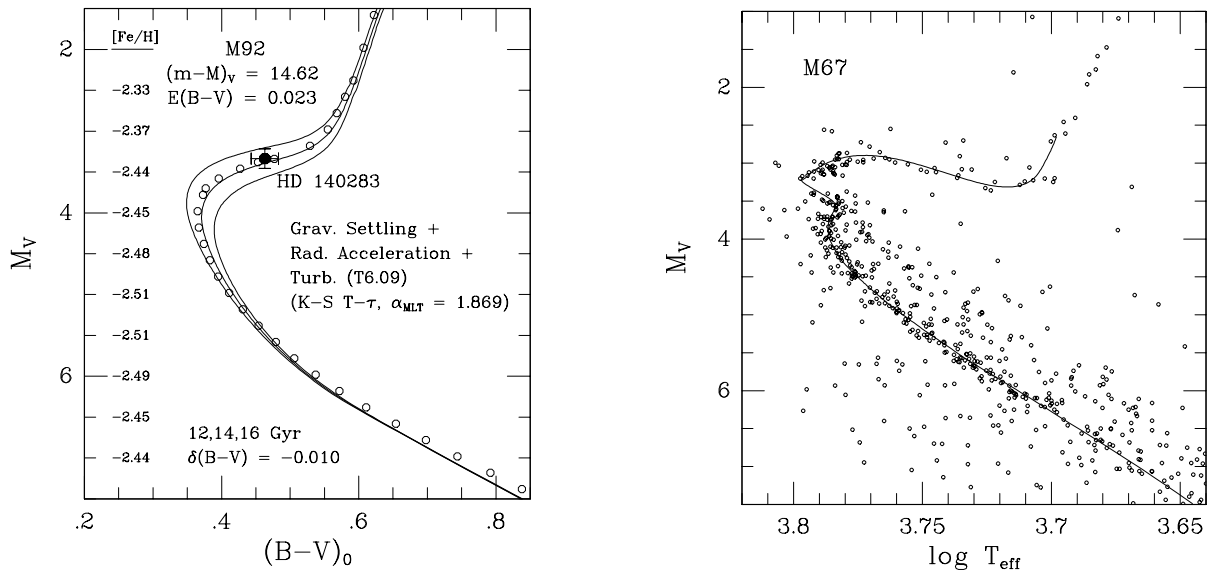 [Fe/H]
M92
(m−M)V = 14.62
E(B−V) = 0.023
-2.33
-2.37
-2.44
-2.45
-2.48
-2.51
-2.51
-2.49
-2.45
-2.44
HD 140283
Grav. Settling +
Rad. Acceleration +
Turb. (T6.09)
(K−S T−τ, αMLT = 1.869)
12,14,16 Gyr
δ(B−V) = −0.010
2
4
6
MV
.2
.4
.6
.8
(B−V)0
M67
2
4
6
MV
3.8
3.75
3.7
3.65
log Teff